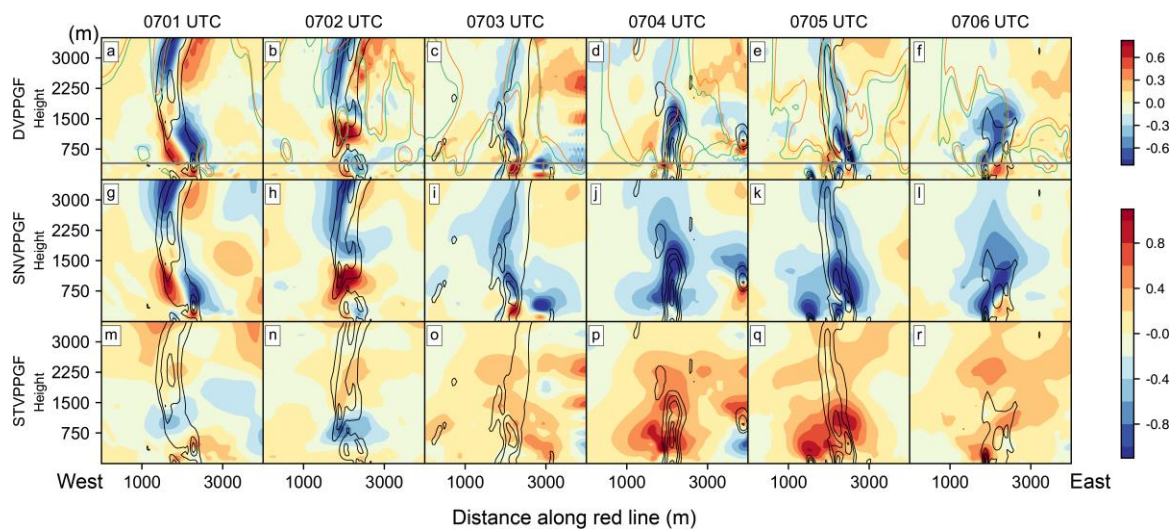 0701 UTC 0702 UTC 0703 UTC 0704 UTC 0705 UTC 0706 UTC
(m)
a b c d e f
DVPPGF
Height
3000
2250
1500
750
0.6
0.3
0.0
-0.3
-0.6
g h i j k l
SNVPPGF
Height
3000
2250
1500
750
0.8
0.4
0.0
-0.4
-0.8
m n o p q r
STVPPGF
Height
3000
2250
1500
750
West 1000 3000 1000 3000 1000 3000 1000 3000 1000 3000 1000 3000 East
Distance along red line (m)